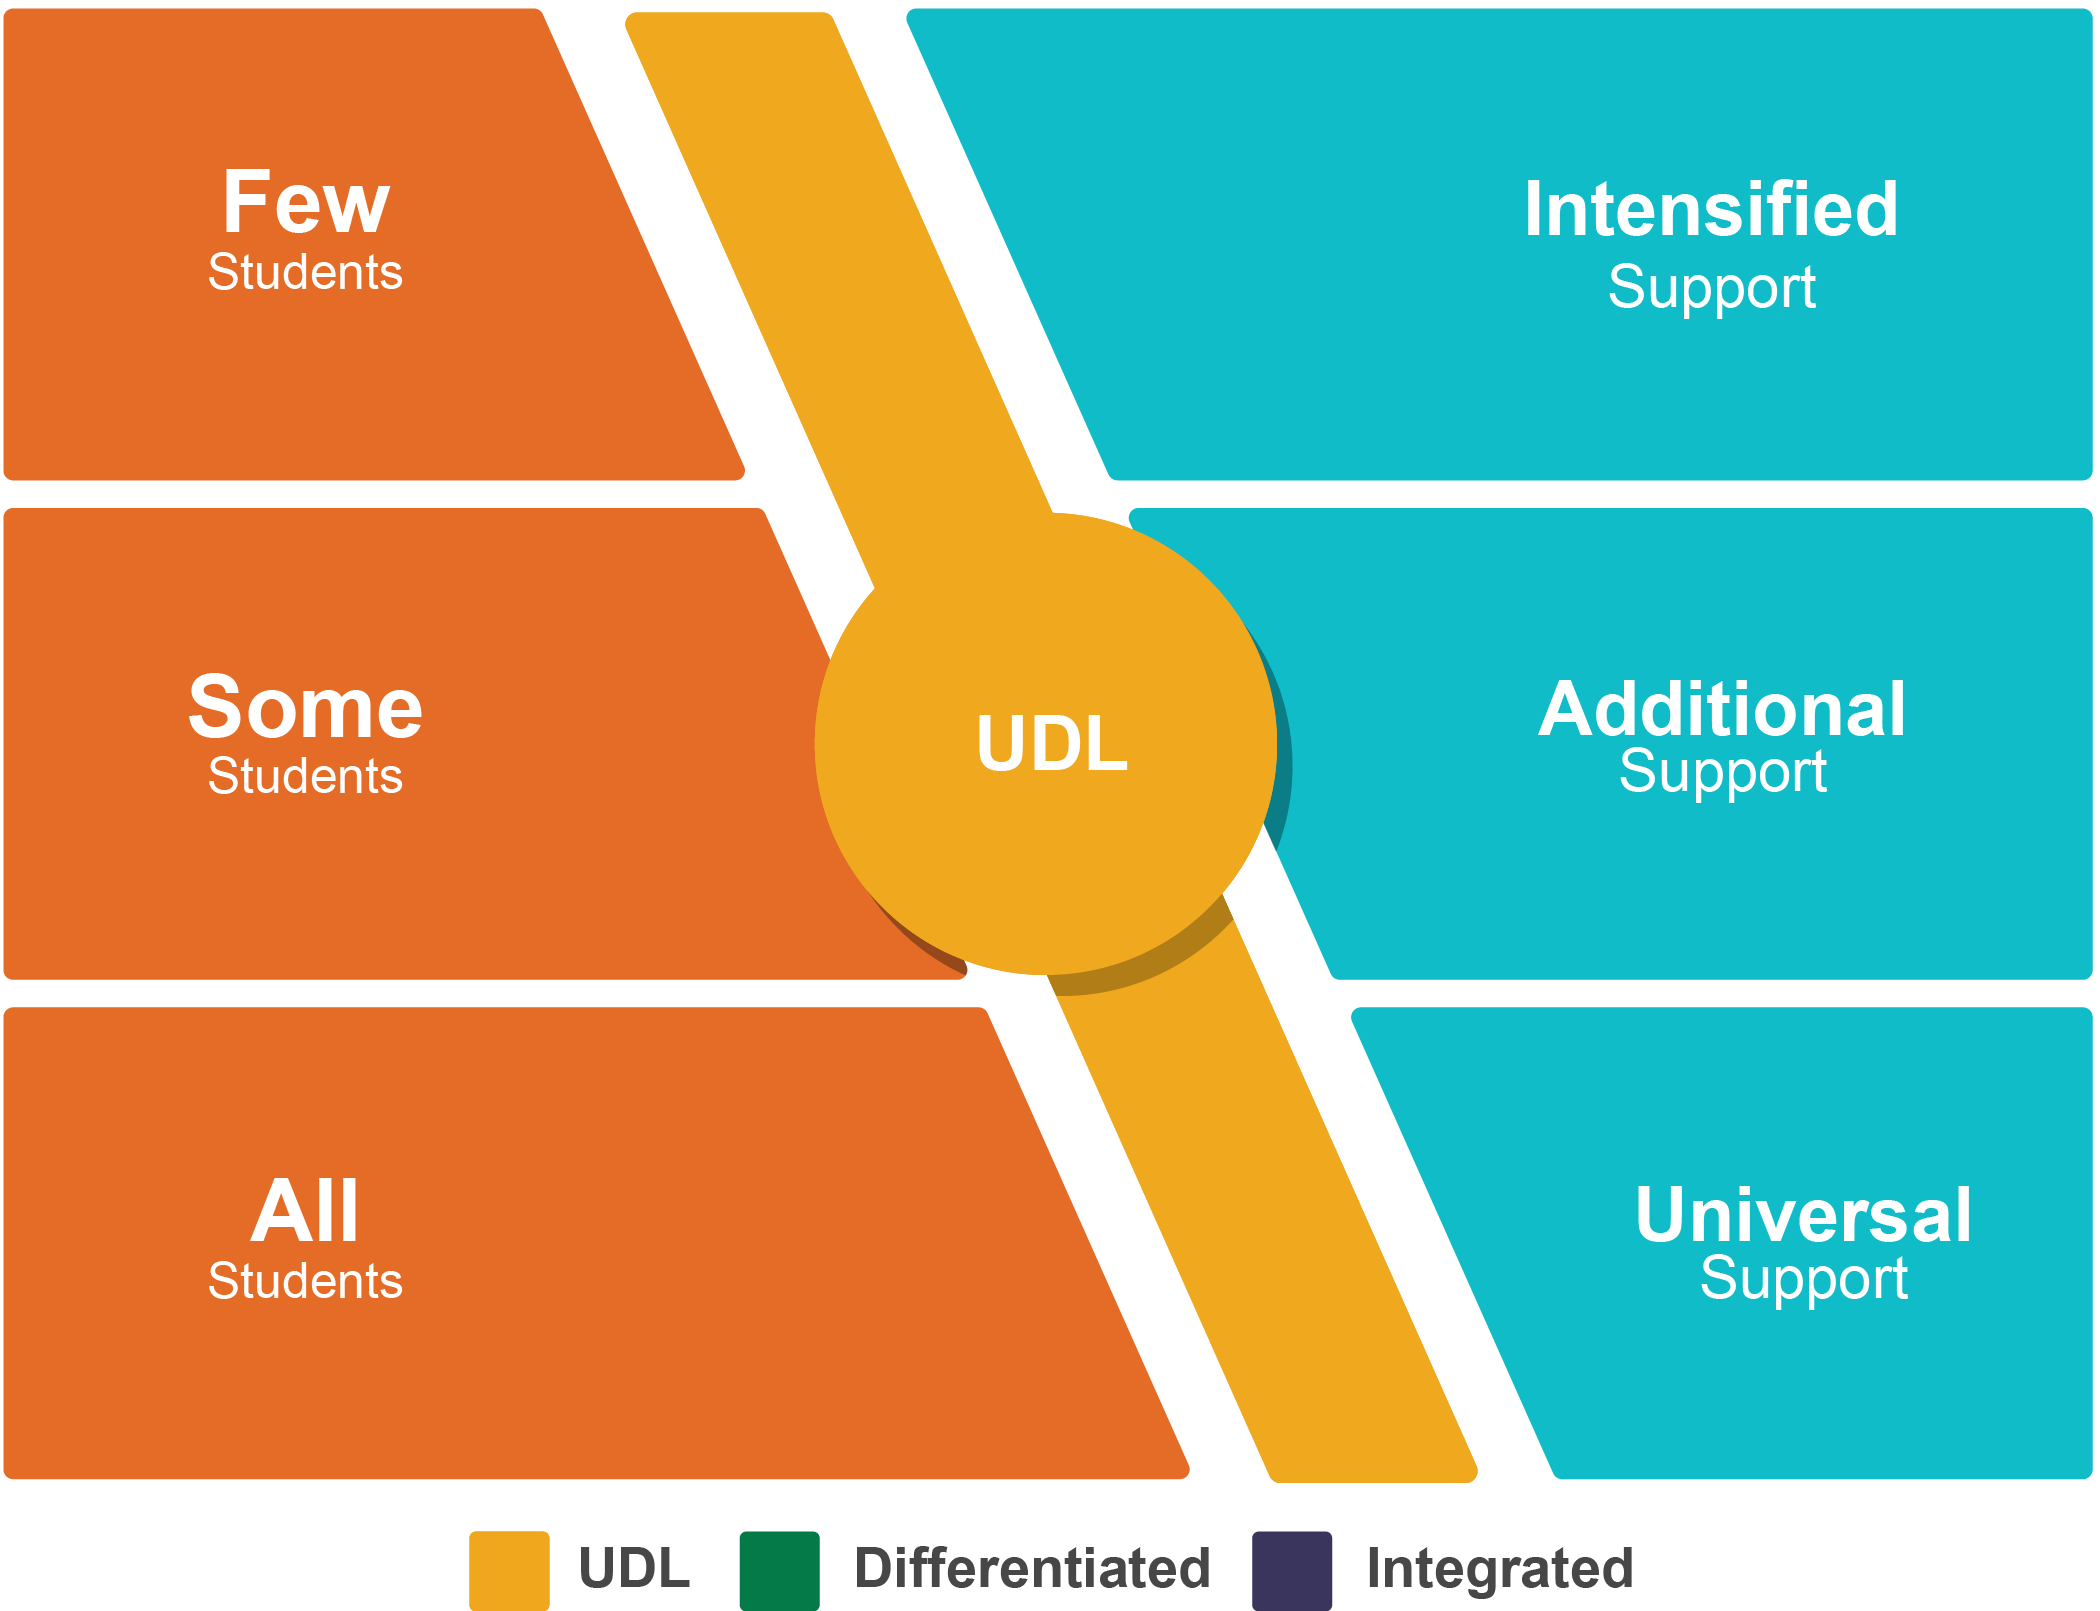 Few
Students
Intensified
Support
Some
Students
UDL
Additional
Support
All
Students
Universal
Support
UDL
Differentiated
Integrated